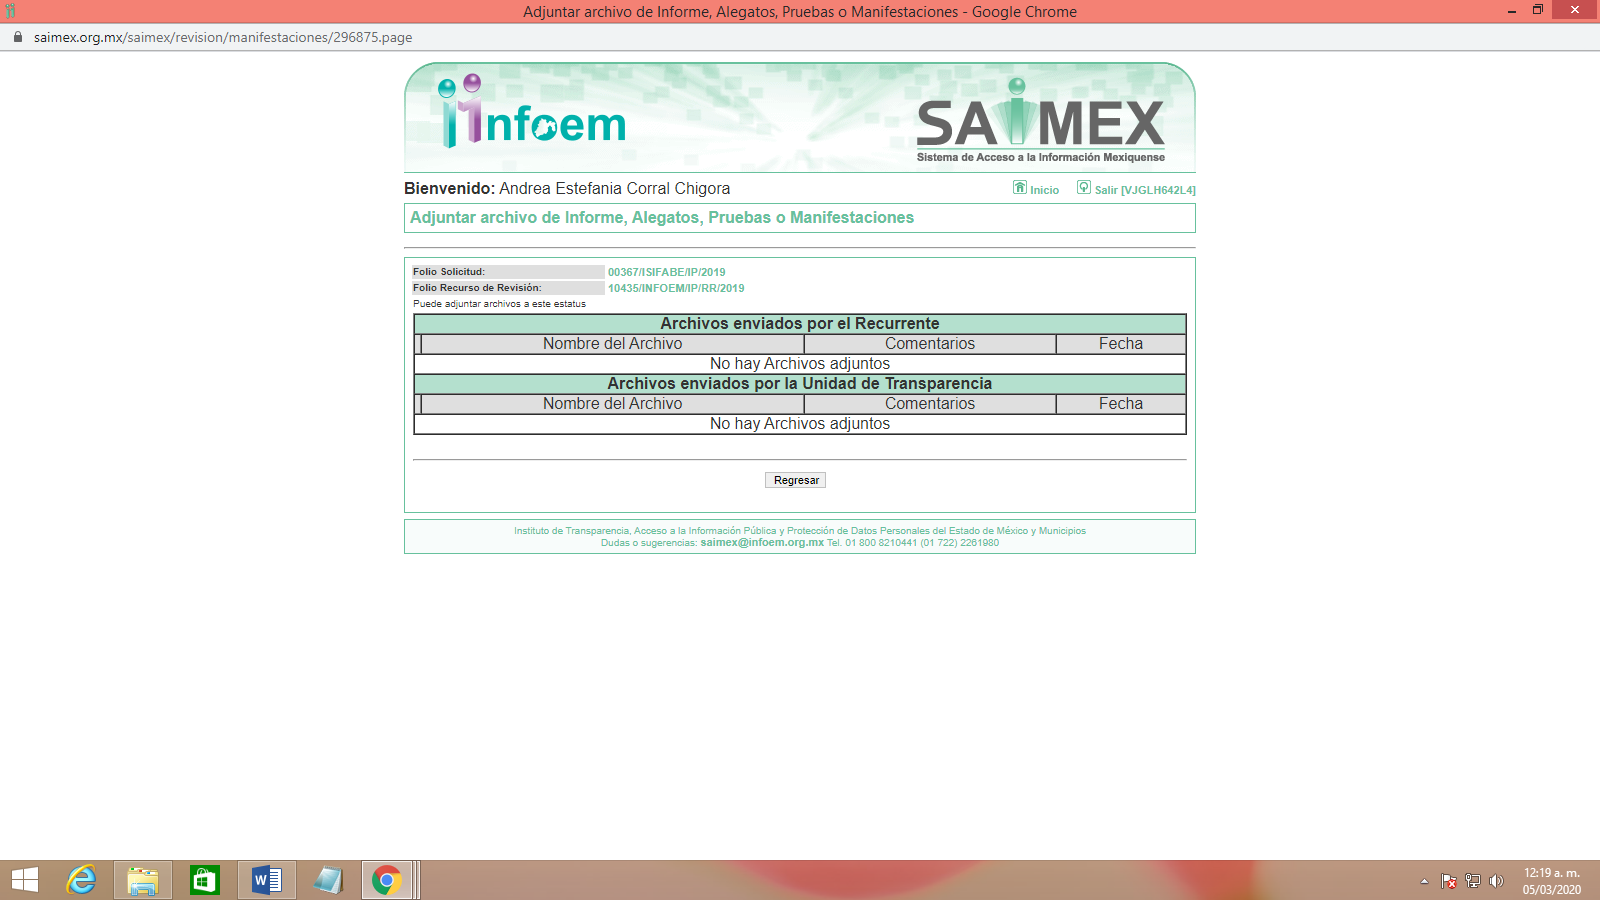 Adjuntar archivo de Informe, Alegatos, Pruebas o Manifestaciones - Google Chrome
saimex.org.mx/saimex/revision/manifestaciones/296875.page
infoem
SAIMEX
Sistema de Acceso a la Información Mexiquense
Bienvenido: Andrea Estefania Corral Chigora
Inicio Salir [VJGLH642L4]
Adjuntar archivo de Informe, Alegatos, Pruebas o Manifestaciones
Folio Solicitud: 00367/ISIFABE/IP/2019
Folio Recurso de Revisión: 10435/INFOEM/IP/RR/2019
Puede adjuntar archivos a este estatus
Archivos enviados por el Recurrente
Nombre del Archivo Comentarios Fecha
No hay Archivos adjuntos
Archivos enviados por la Unidad de Transparencia
Nombre del Archivo Comentarios Fecha
No hay Archivos adjuntos
Regresar
Instituto de Transparencia, Acceso a la Información Pública y Protección de Datos Personales del Estado de México y Municipios
Dudas o sugerencias: saimex@infoem.org.mx Tel. 01 800 8210441 (01 722) 2261980
12:19 a. m.
05/03/2020